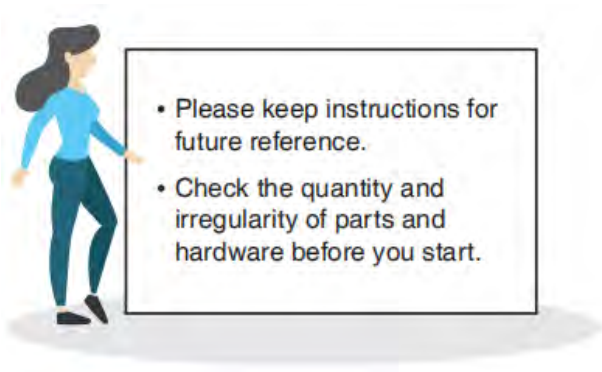 • Please keep instructions for
future reference.
• Check the quantity and
irregularity of parts and
hardware before you start.